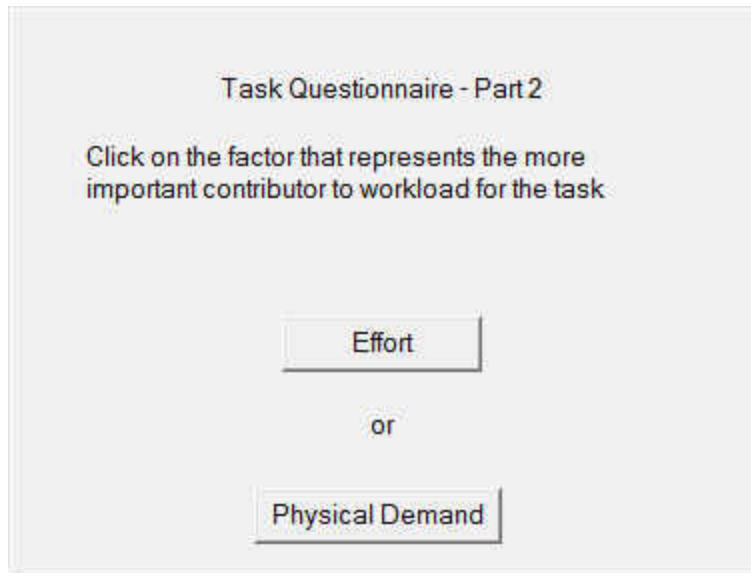 Task Questionnaire - Part 2
Click on the factor that represents the more
important contributor to workload for the task
Effort
or
Physical Demand